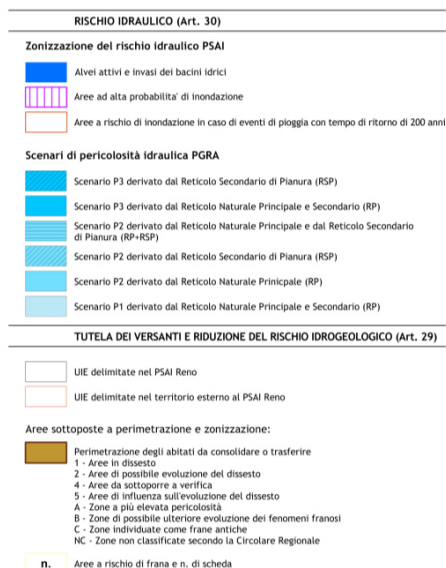 RISCHIO IDRAULICO (Art. 30)
Zonizzazione del rischio idraulico PSAI
Alvei attivi e invasi dei bacini idrici
Aree ad alta probabilita' di inondazione
Aree a rischio di inondazione in caso di eventi di pioggia con tempo di ritorno di 200 anni
Scenari di pericolosità idraulica PGRA
Scenario P3 derivato dal Reticolo Secondario di Pianura (RSP)
Scenario P3 derivato dal Reticolo Naturale Principale e Secondario (RP)
Scenario P2 derivato dal Reticolo Naturale Principale e dal Reticolo Secondario
di Pianura (RP+RSP)
Scenario P2 derivato dal Reticolo Secondario di Pianura (RSP)
Scenario P2 derivato dal Reticolo Naturale Prinicpale (RP)
Scenario P1 derivato dal Reticolo Naturale Principale e Secondario (RP)
TUTELA DEI VERSANTI E RIDUZIONE DEL RISCHIO IDROGEOLOGICO (Art. 29)
UIE delimitate nel PSAI Reno
UIE delimitate nel territorio esterno al PSAI Reno
Aree sottoposte a perimetrazione e zonizzazione:
Perimetrazione degli abitati da consolidare o trasferire
1 - Aree in dissesto
2 - Aree di possibile evoluzione del dissesto
4 - Aree da sottoporre a verifica
5 - Aree di influenza sull'evoluzione del dissesto
A - Zone a più elevata pericolosità
B - Zone di possibile ulteriore evoluzione dei fenomeni franosi
C - Zone individuate come frane antiche
NC - Zone non classificate secondo la Circolare Regionale
n. Aree a rischio di frana e n. di scheda